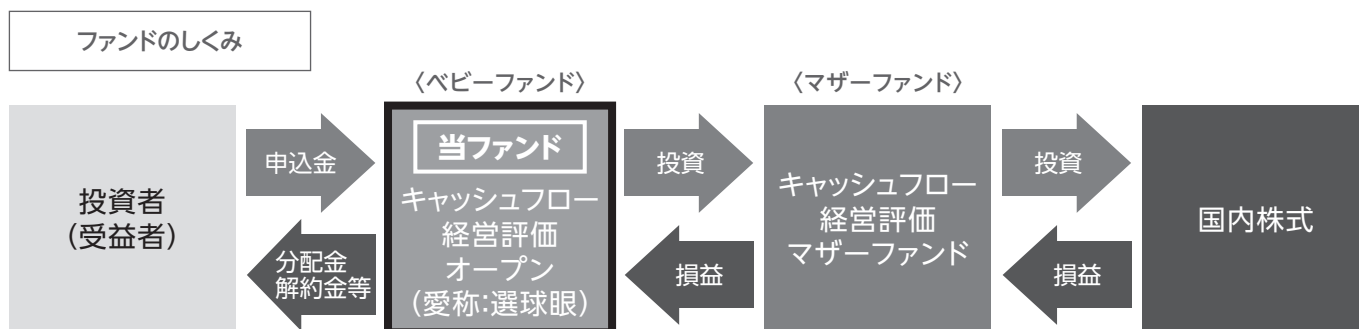 ファンドのしくみ
〈ベビーファンド〉
〈マザーファンド〉
投資者
（受益者）
申込金
分配金
解約金等
当ファンド
キャッシュフロー
経営評価
オープン
（愛称：選球眼）
投資
損益
キャッシュフロー
経営評価
マザーファンド
投資
損益
国内株式